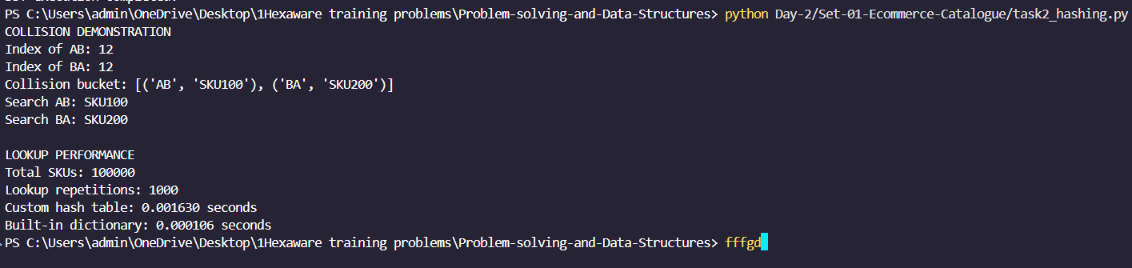 PS C:\Users\admin\OneDrive\Desktop\1Hexaware training problems\Problem-solving-and-Data-Structures> python Day-2/Set-01-Ecommerce-Catalogue/task2_hashing.py
COLLISION DEMONSTRATION
Index of AB: 12
Index of BA: 12
Collision bucket: [('AB', 'SKU100'), ('BA', 'SKU200')]
Search AB: SKU100
Search BA: SKU200

LOOKUP PERFORMANCE
Total SKUs: 100000
Lookup repetitions: 1000
Custom hash table: 0.001630 seconds
Built-in dictionary: 0.000106 seconds
PS C:\Users\admin\OneDrive\Desktop\1Hexaware training problems\Problem-solving-and-Data-Structures> fffgd